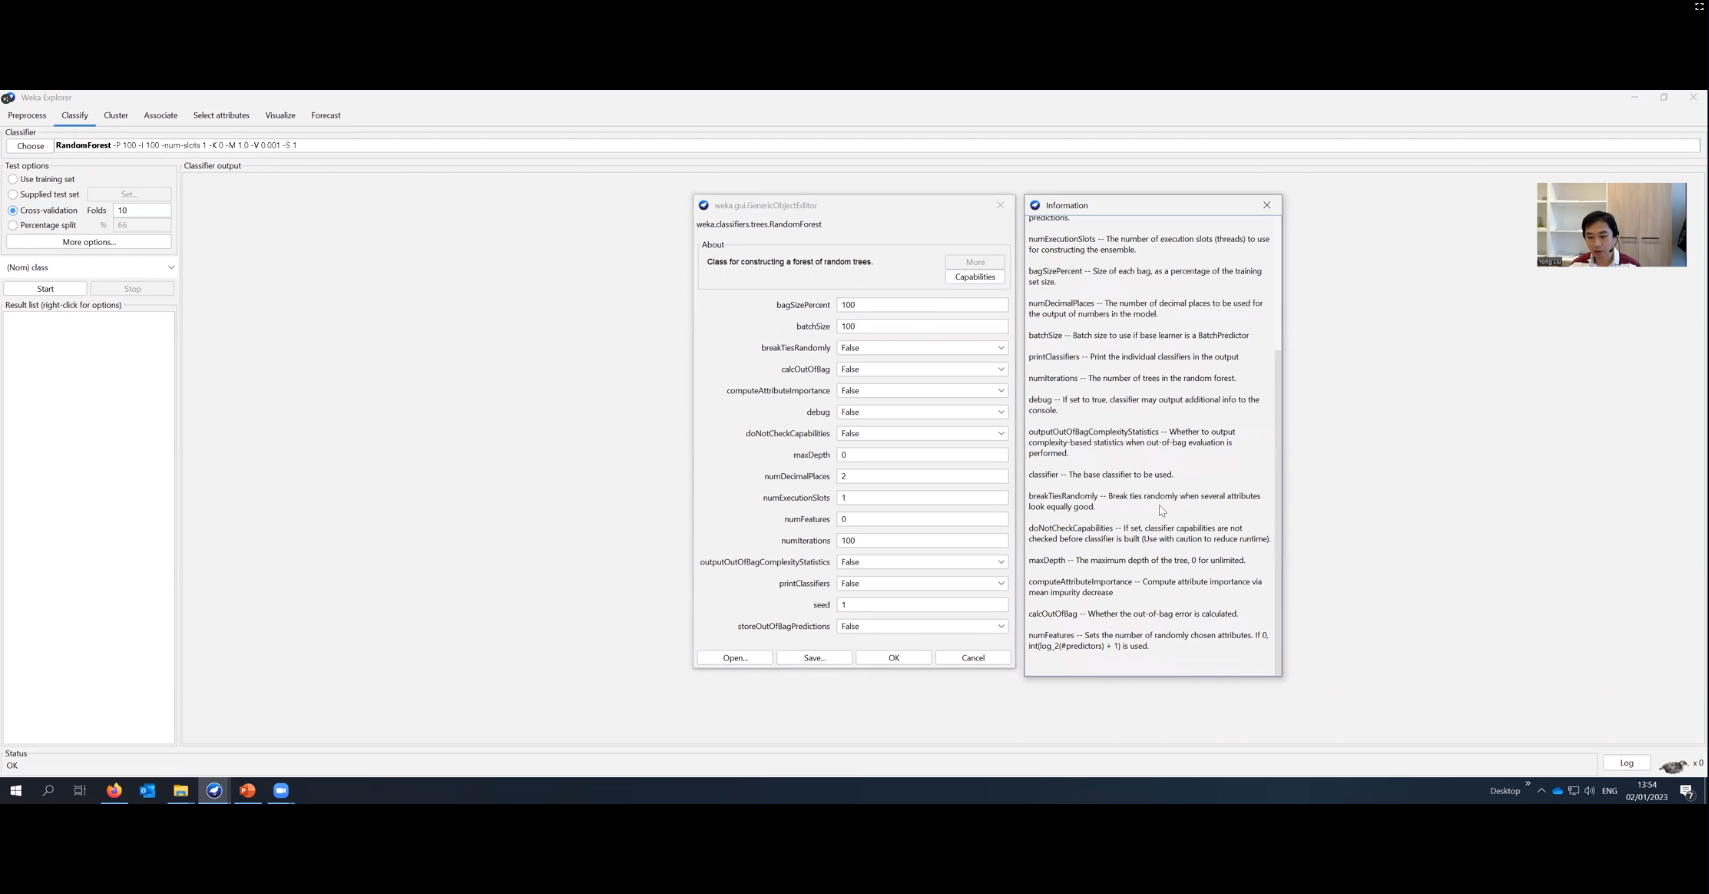 Weka Explorer
Preprocess Classify Cluster Associate Select attributes Visualize Forecast
Classifier
Choose RandomForest -P 100 -I 100 -num-slots 1 -K 0 -M 1.0 -V 0.001 -S 1
Test options
Use training set
Supplied test set Set...
Cross-validation Folds 10
Percentage split % 66
More options...
(Nom) class
Start Stop
Result list (right-click for options)
Classifier output
weka.gui.GenericObjectEditor
weka.classifiers.trees.RandomForest
About
Class for constructing a forest of random trees.
More
Capabilities
bagSizePercent 100
batchSize 100
breakTiesRandomly False
calcOutOfBag False
computeAttributeImportance False
debug False
doNotCheckCapabilities False
maxDepth 0
numDecimalPlaces 2
numExecutionSlots 1
numFeatures 0
numIterations 100
outputOutOfBagComplexityStatistics False
printClassifiers False
seed 1
storeOutOfBagPredictions False
Open... Save... OK Cancel
Information
predictions.
numExecutionSlots -- The number of execution slots (threads) to use
for constructing the ensemble.
bagSizePercent -- Size of each bag, as a percentage of the training
set size.
numDecimalPlaces -- The number of decimal places to be used for
the output of numbers in the model.
batchSize -- Batch size to use if base learner is a BatchPredictor
printClassifiers -- Print the individual classifiers in the output
numIterations -- The number of trees in the random forest.
debug -- If set to true, classifier may output additional info to the
console.
outputOutOfBagComplexityStatistics -- Whether to output
complexity-based statistics when out-of-bag evaluation is
performed.
classifier -- The base classifier to be used.
breakTiesRandomly -- Break ties randomly when several attributes
look equally good.
doNotCheckCapabilities -- If set, classifier capabilities are not
checked before classifier is built (Use with caution to reduce runtime).
maxDepth -- The maximum depth of the tree, 0 for unlimited.
computeAttributeImportance -- Compute attribute importance via
mean impurity decrease
calcOutOfBag -- Whether the out-of-bag error is calculated.
numFeatures -- Sets the number of randomly chosen attributes. If 0,
int(log_2(#predictors) + 1) is used.
Yong Liu
Status
OK
Log x 0
Desktop ENG
13:54
02/01/2023
7